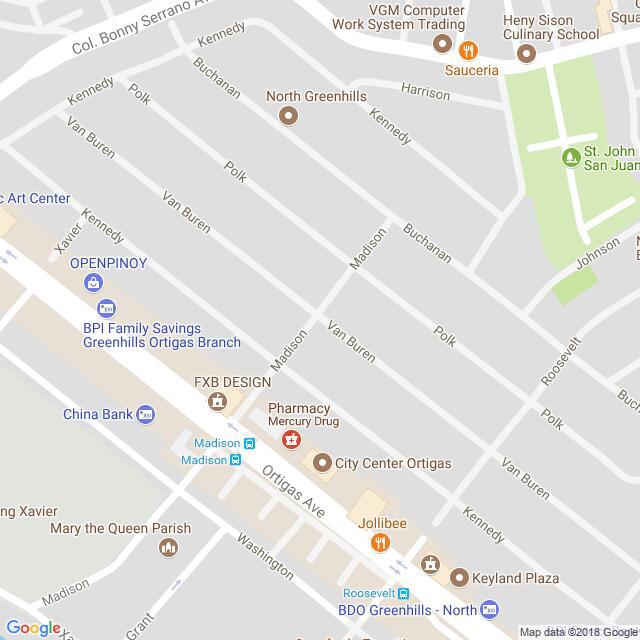 Col. Bonny Serrano Av
Kennedy
VGM Computer
Work System Trading
Heny Sison
Culinary School
C
Squa
Sauceria
Buchanan
Kennedy
Polk
North Greenhills
Harrison
Kennedy
Van Buren
St. John
San Juan
Polk
c Art Center
Van Buren
Kennedy
Xavier
Madison
Buchanan
Johnson
OPENPINOY
BPI Family Savings
Greenhills Ortigas Branch
Madison
Van Buren
Polk
Roosevelt
FXB DESIGN
Buch
China Bank
Pharmacy
Mercury Drug
Polk
Madison
Madison
City Center Ortigas
Ortigas Ave
Van Buren
ng Xavier
Mary the Queen Parish
Jollibee
Kennedy
Washington
Madison
Keyland Plaza
Roosevelt
BDO Greenhills - North
Grant
Google
Map data ©2018 Google